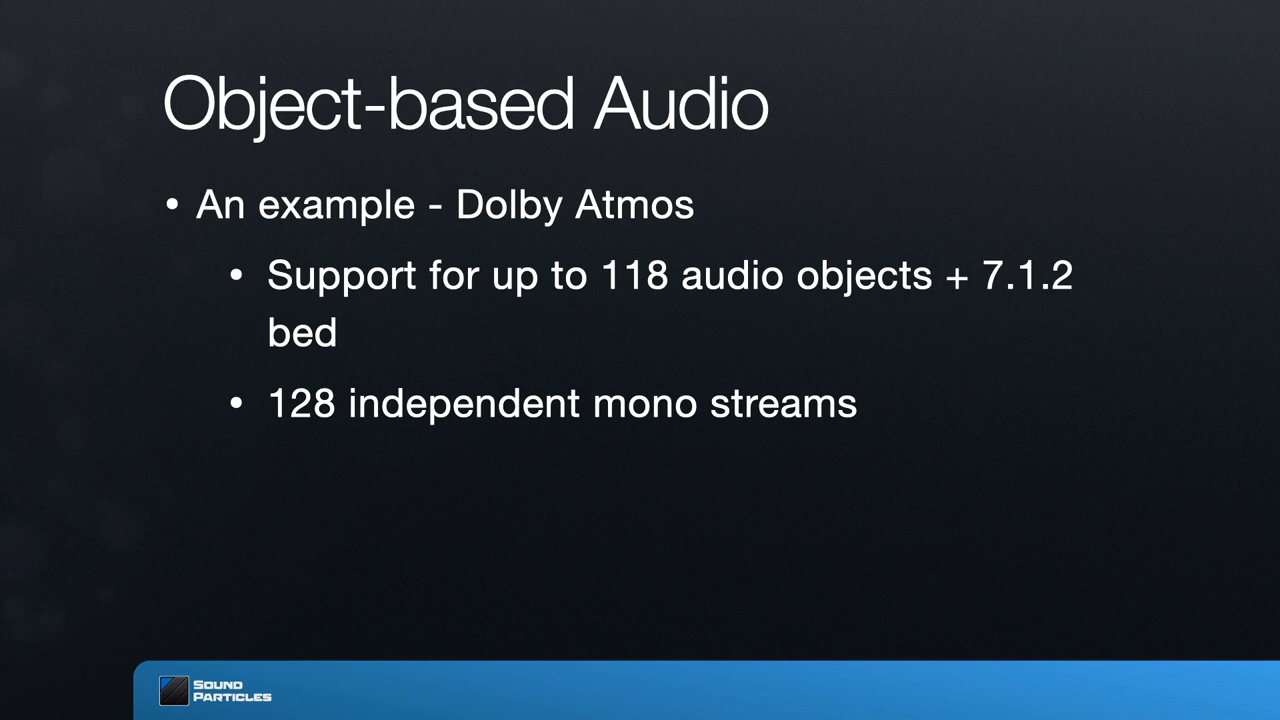 Object-based Audio
• An example - Dolby Atmos
• Support for up to 118 audio objects + 7.1.2
bed
• 128 independent mono streams
SOUND
PARTICLES